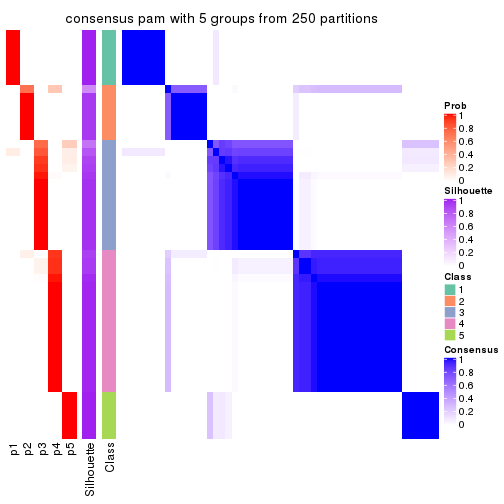 consensus pam with 5 groups from 250 partitions
Prob
1
0.8
0.6
0.4
0.2
0
Silhouette
1
0.8
0.6
0.4
0.2
0
Class
1
2
3
4
5
Consensus
1
0.8
0.6
0.4
0.2
0
p1
p2
p3
p4
p5
Silhouette
Class